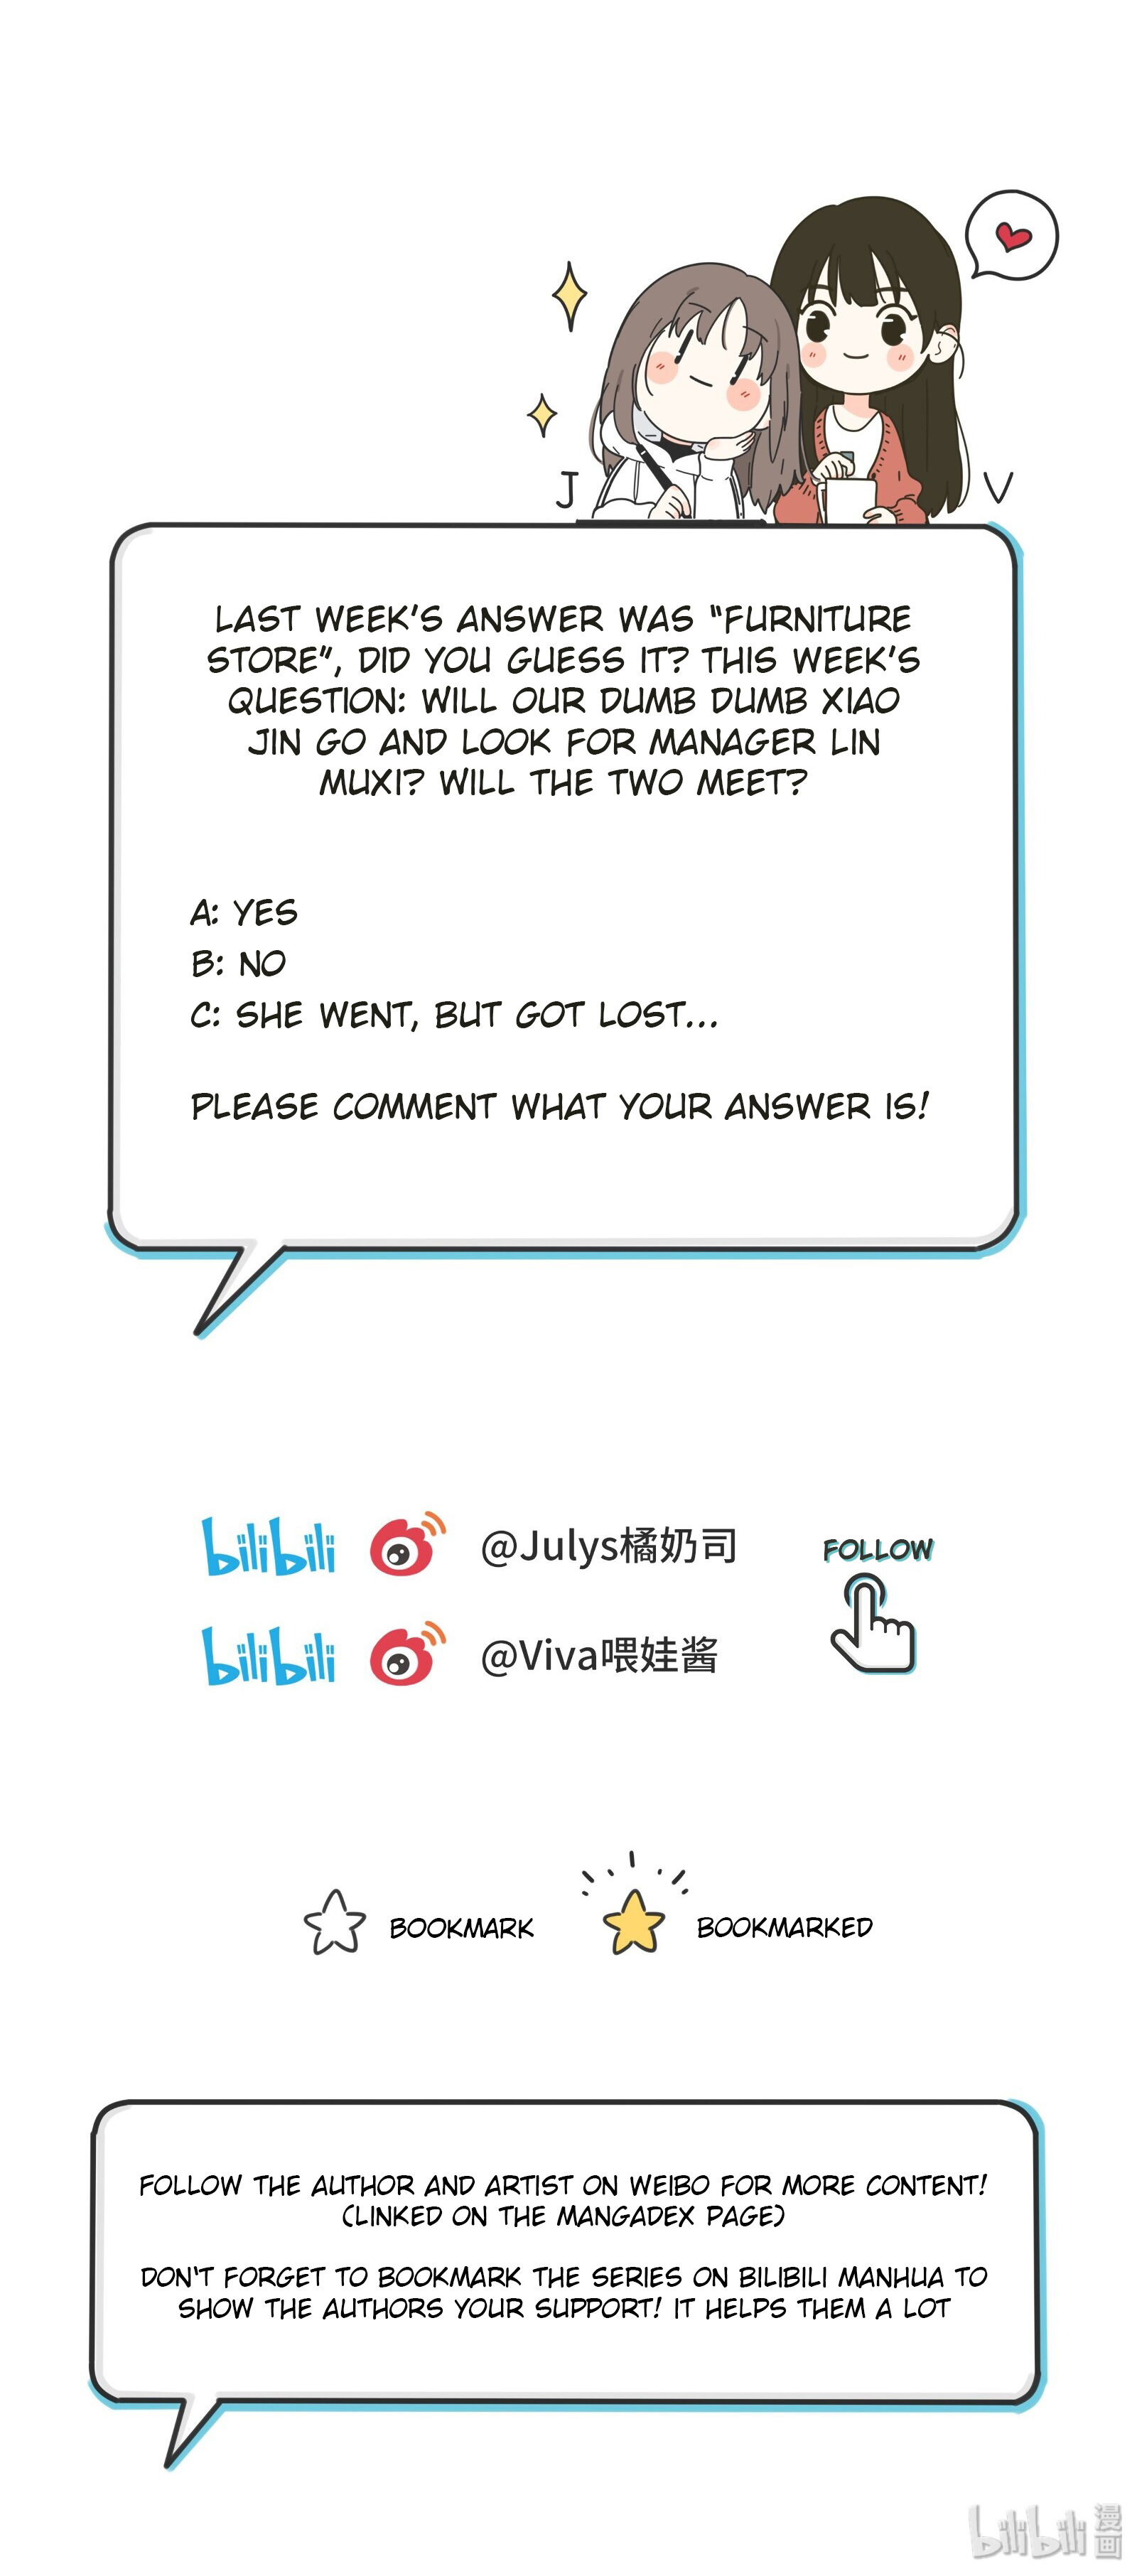 J
V
LAST WEEK'S ANSWER WAS "FURNITURE
STORE", DID YOU GUESS IT? THIS WEEK'S
QUESTION: WILL OUR DUMB DUMB XIAO
JIN GO AND LOOK FOR MANAGER LIN
MUXI? WILL THE TWO MEET?
A: YES
B: NO
C: SHE WENT, BUT GOT LOST...
PLEASE COMMENT WHAT YOUR ANSWER IS!
bilibili @Julys橘奶司
FOLLOW
bilibili @Viva喂娃酱
BOOKMARK BOOKMARKED
FOLLOW THE AUTHOR AND ARTIST ON WEIBO FOR MORE CONTENT!
(LINKED ON THE MANGADEX PAGE)
DON'T FORGET TO BOOKMARK THE SERIES ON BILIBILI MANHUA TO
SHOW THE AUTHORS YOUR SUPPORT! IT HELPS THEM A LOT
bilibili 漫画